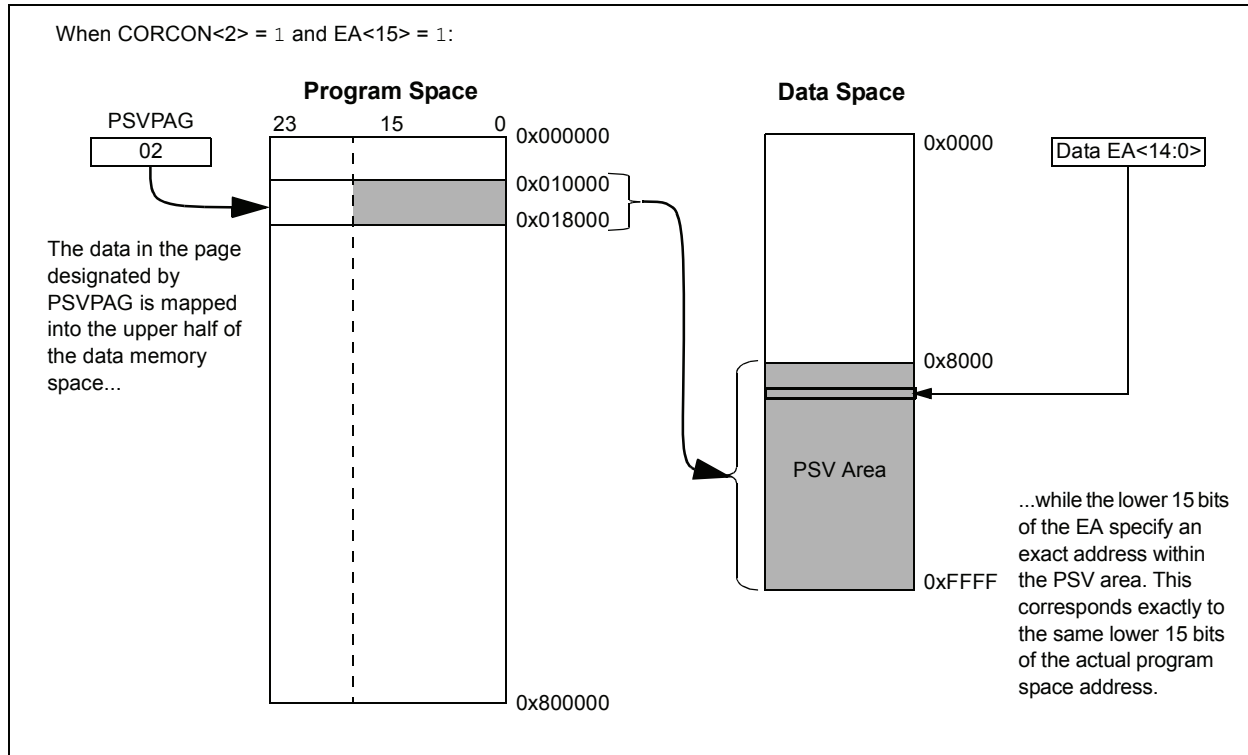 When CORCON<2> = 1 and EA<15> = 1:
Program Space
Data Space
PSVPAG
02
23 15 0
0x000000
0x010000
0x018000
0x800000
The data in the page
designated by
PSVPAG is mapped
into the upper half of
the data memory
space...
0x0000
Data EA<14:0>
0x8000
PSV Area
0xFFFF
...while the lower 15 bits
of the EA specify an
exact address within
the PSV area. This
corresponds exactly to
the same lower 15 bits
of the actual program
space address.